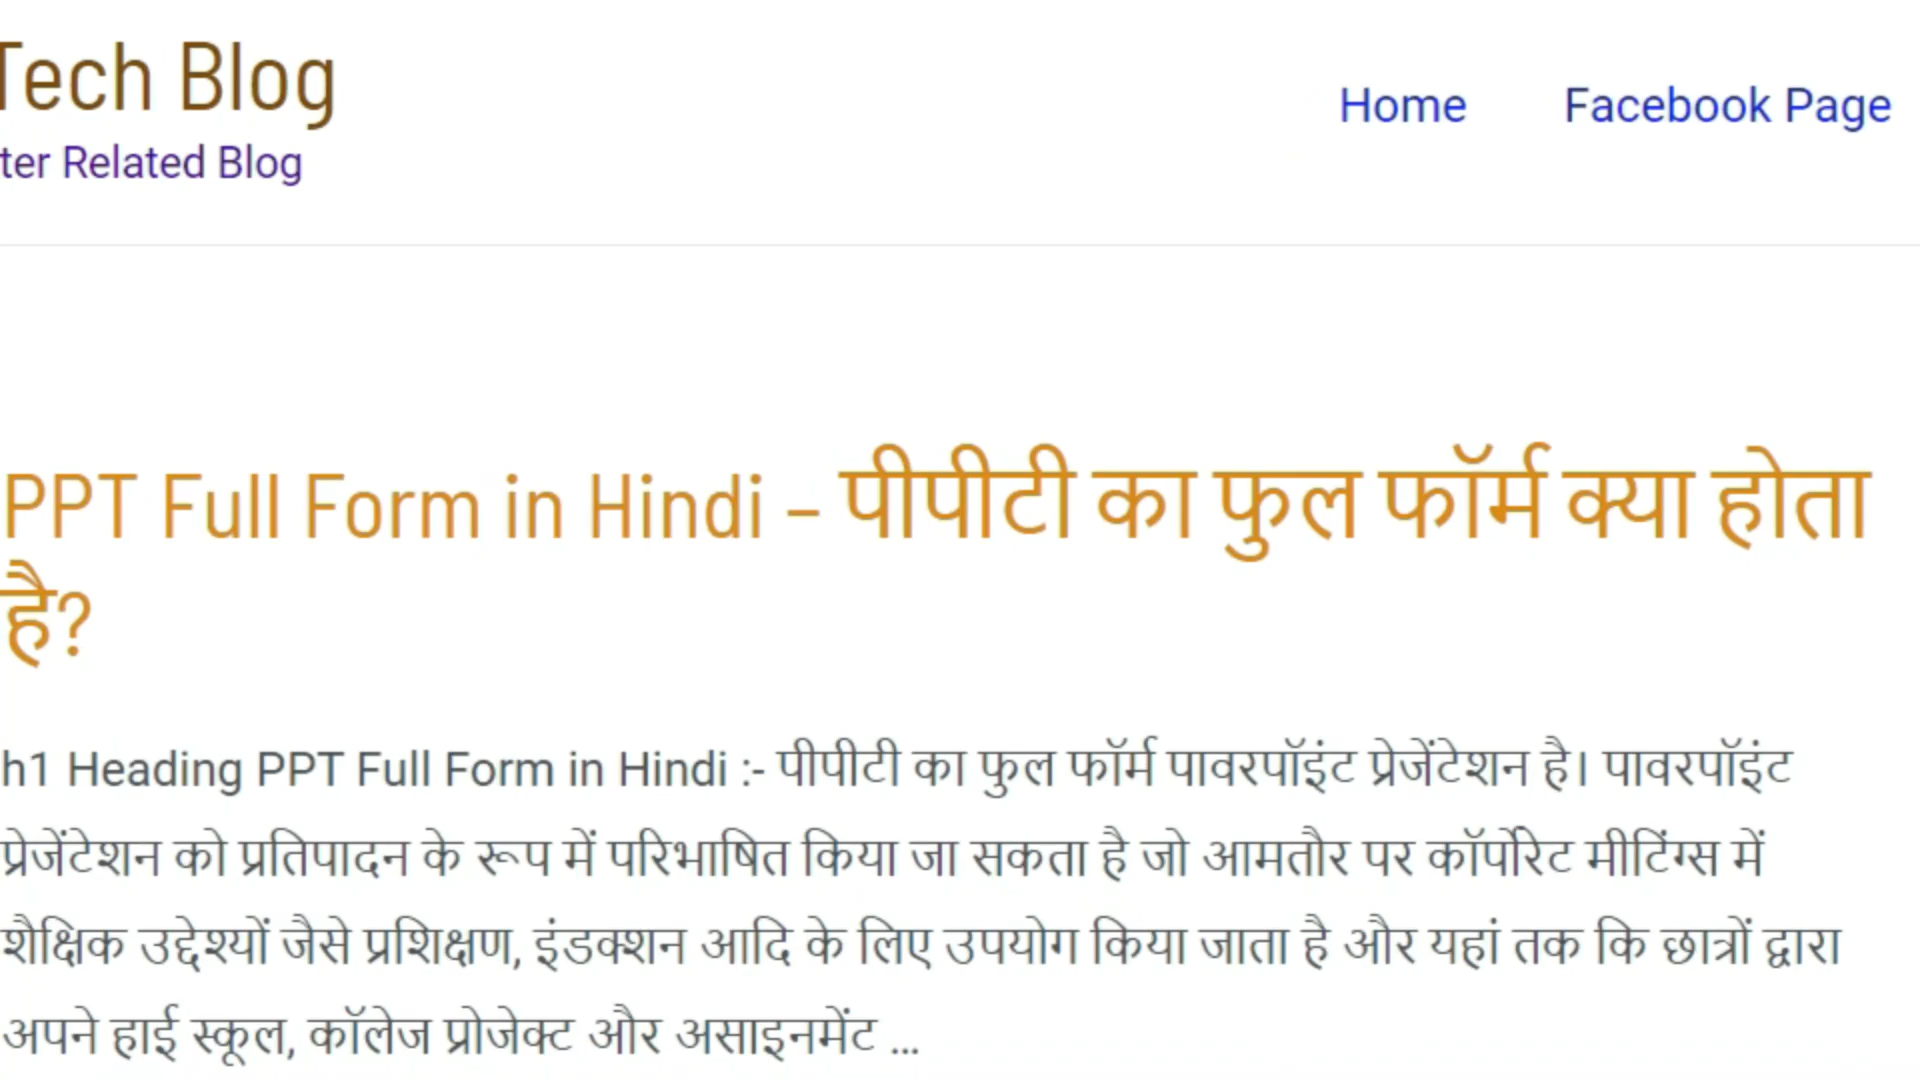 Tech Blog
ter Related Blog
Home
Facebook Page
PPT Full Form in Hindi – पीपीटी का फुल फॉर्म क्या होता
है?
h1 Heading PPT Full Form in Hindi :- पीपीटी का फुल फॉर्म पावरपॉइंट प्रेजेंटेशन है। पावरपॉइंट
प्रेजेंटेशन को प्रतिपादन के रूप में परिभाषित किया जा सकता है जो आमतौर पर कॉर्पोरेट मीटिंग्स में
शैक्षिक उद्देश्यों जैसे प्रशिक्षण, इंडक्शन आदि के लिए उपयोग किया जाता है और यहां तक कि छात्रों द्वारा
अपने हाई स्कूल, कॉलेज प्रोजेक्ट और असाइनमेंट ...